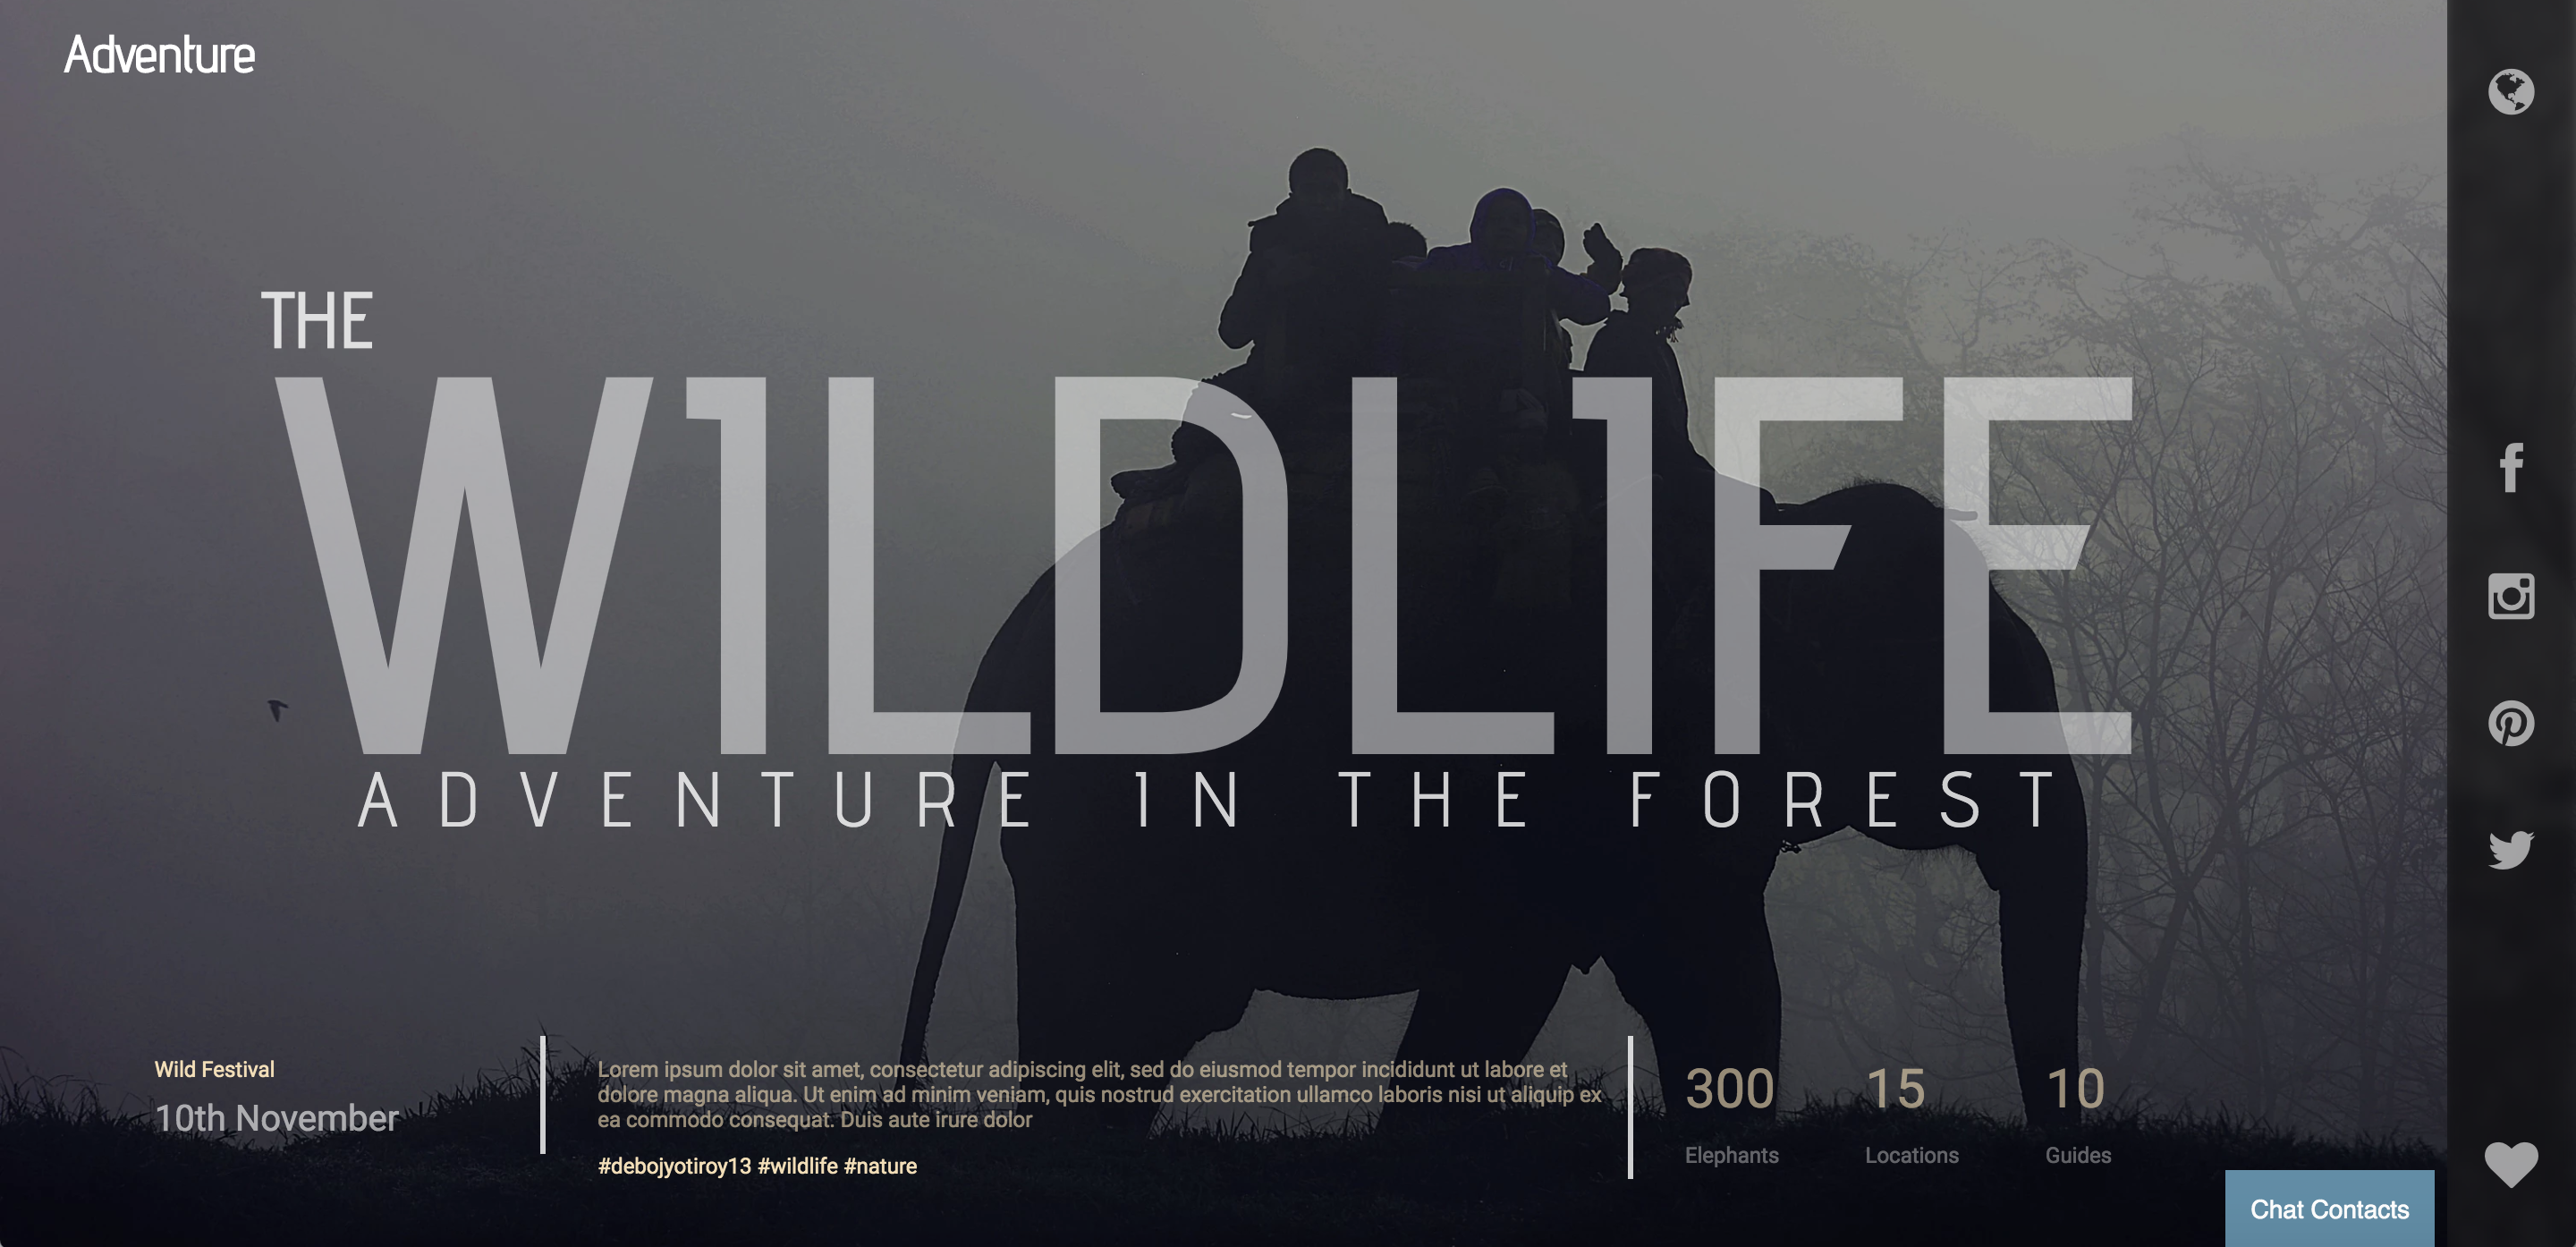 Adventure
THE
WILDLIFE
ADVENTURE IN THE FOREST
Wild Festival
10th November
Lorem ipsum dolor sit amet, consectetur adipiscing elit, sed do eiusmod tempor incididunt ut labore et
dolore magna aliqua. Ut enim ad minim veniam, quis nostrud exercitation ullamco laboris nisi ut aliquip ex
ea commodo consequat. Duis aute irure dolor
#debojyotiroy13 #wildlife #nature
300
Elephants
15
Locations
10
Guides
Chat Contacts